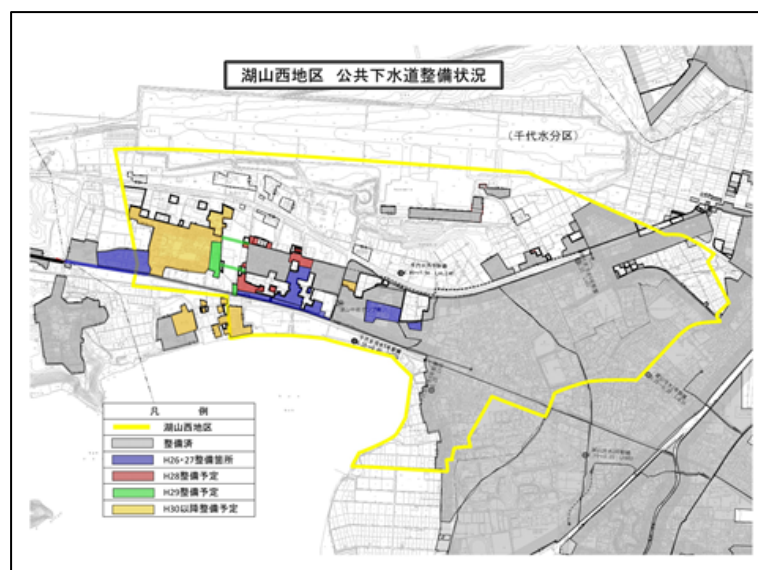 湖山西地区 公共下水道整備状況
(千代水分区)
凡 例
湖山西地区
整備済
H26・27整備箇所
H28整備予定
H29整備予定
H30以降整備予定